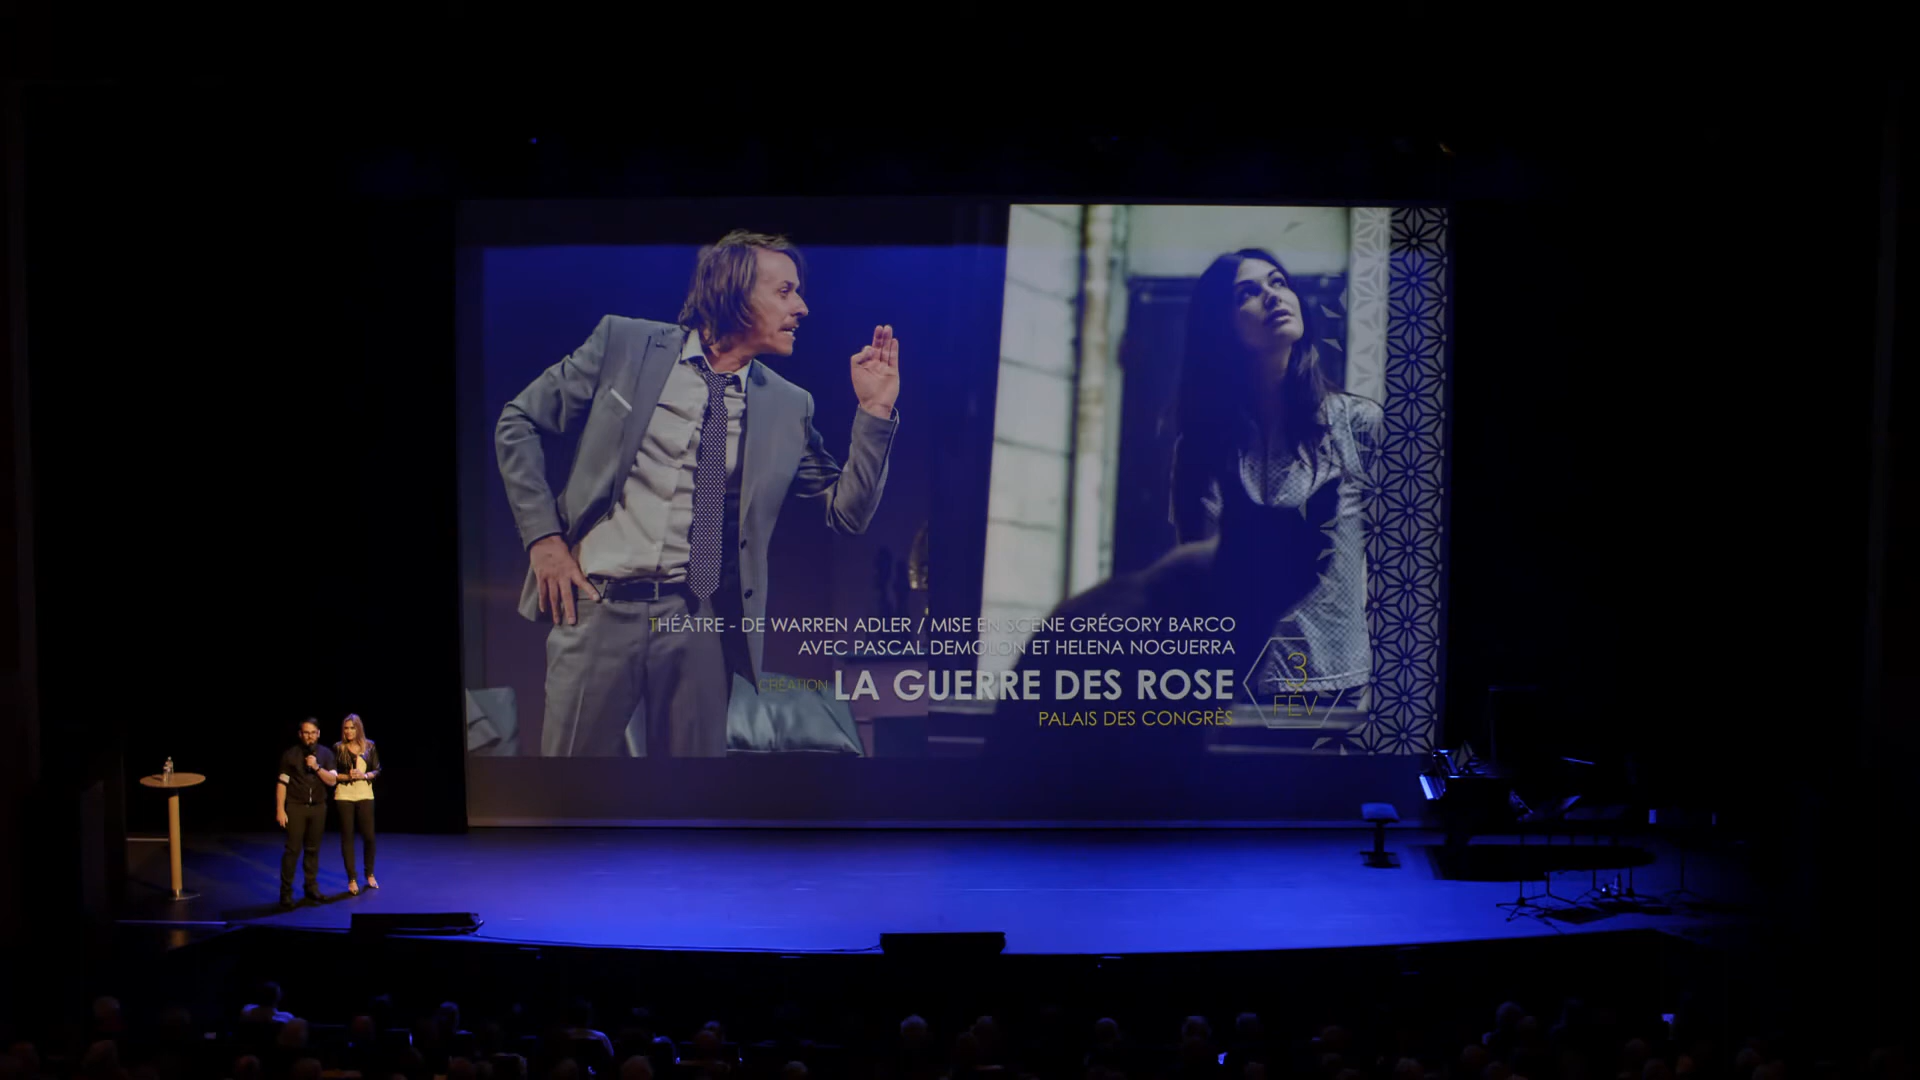 THÉÂTRE - DE WARREN ADLER / MISE EN SCÈNE GRÉGORY BARCO
AVEC PASCAL DEMOLON ET HELENA NOGUERRA
CRÉATION LA GUERRE DES ROSE
PALAIS DES CONGRÈS
3
FÉV